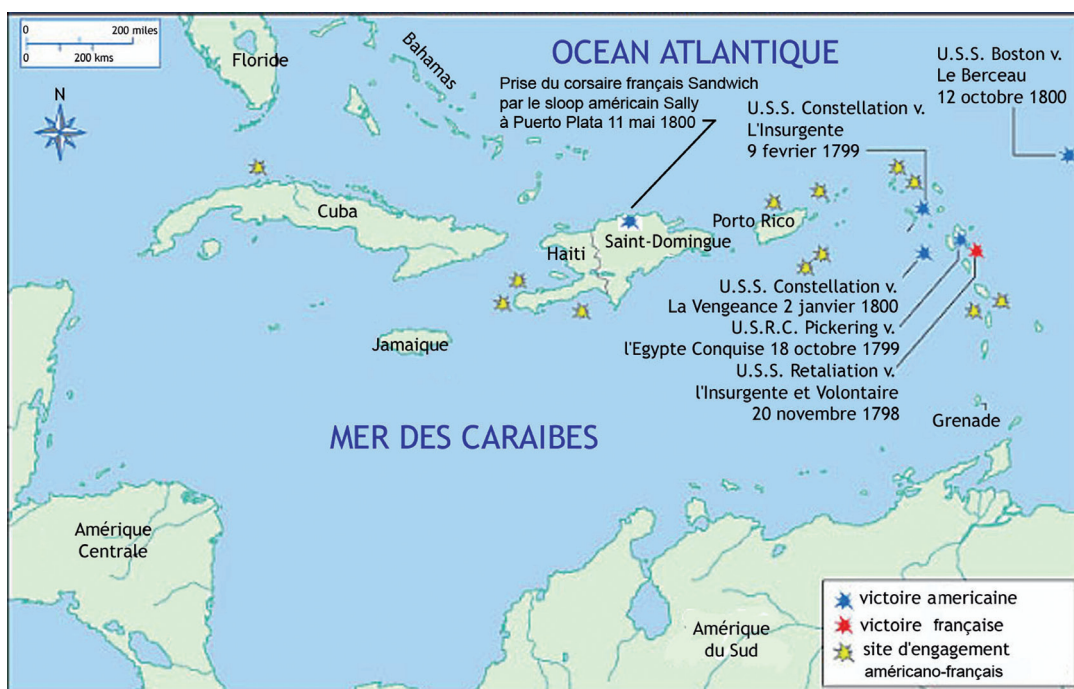 0 200 miles
0 200 kms
N
Floride
Bahamas
OCEAN ATLANTIQUE
Prise du corsaire français Sandwich
par le sloop américain Sally
à Puerto Plata 11 mai 1800
U.S.S. Constellation v.
L'Insurgente
9 fevrier 1799
U.S.S. Boston v.
Le Berceau
12 octobre 1800
Cuba
Haiti
Saint-Domingue
Porto Rico
Jamaique
U.S.S. Constellation v.
La Vengeance 2 janvier 1800
U.S.R.C. Pickering v.
l'Egypte Conquise 18 octobre 1799
U.S.S. Retaliation v.
l'Insurgente et Volontaire
20 novembre 1798
Grenade
MER DES CARAIBES
Amérique
Centrale
Amérique
du Sud
victoire americaine
victoire française
site d'engagement
américano-français